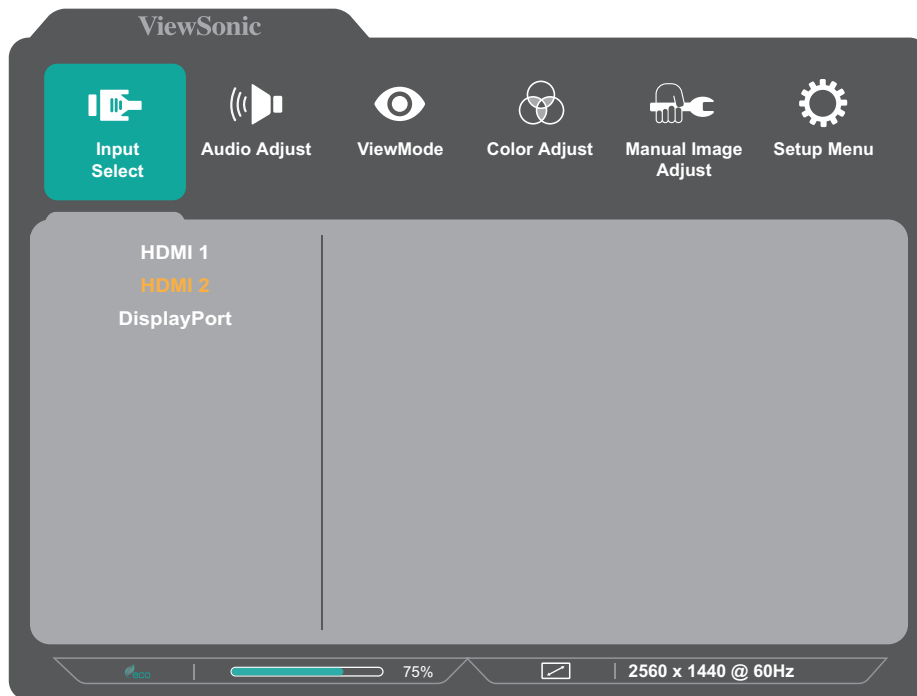 ViewSonic
Input
Select
Audio Adjust
ViewMode
Color Adjust
Manual Image
Adjust
Setup Menu
HDMI 1
HDMI 2
DisplayPort
eco
75%
2560 x 1440 @ 60Hz